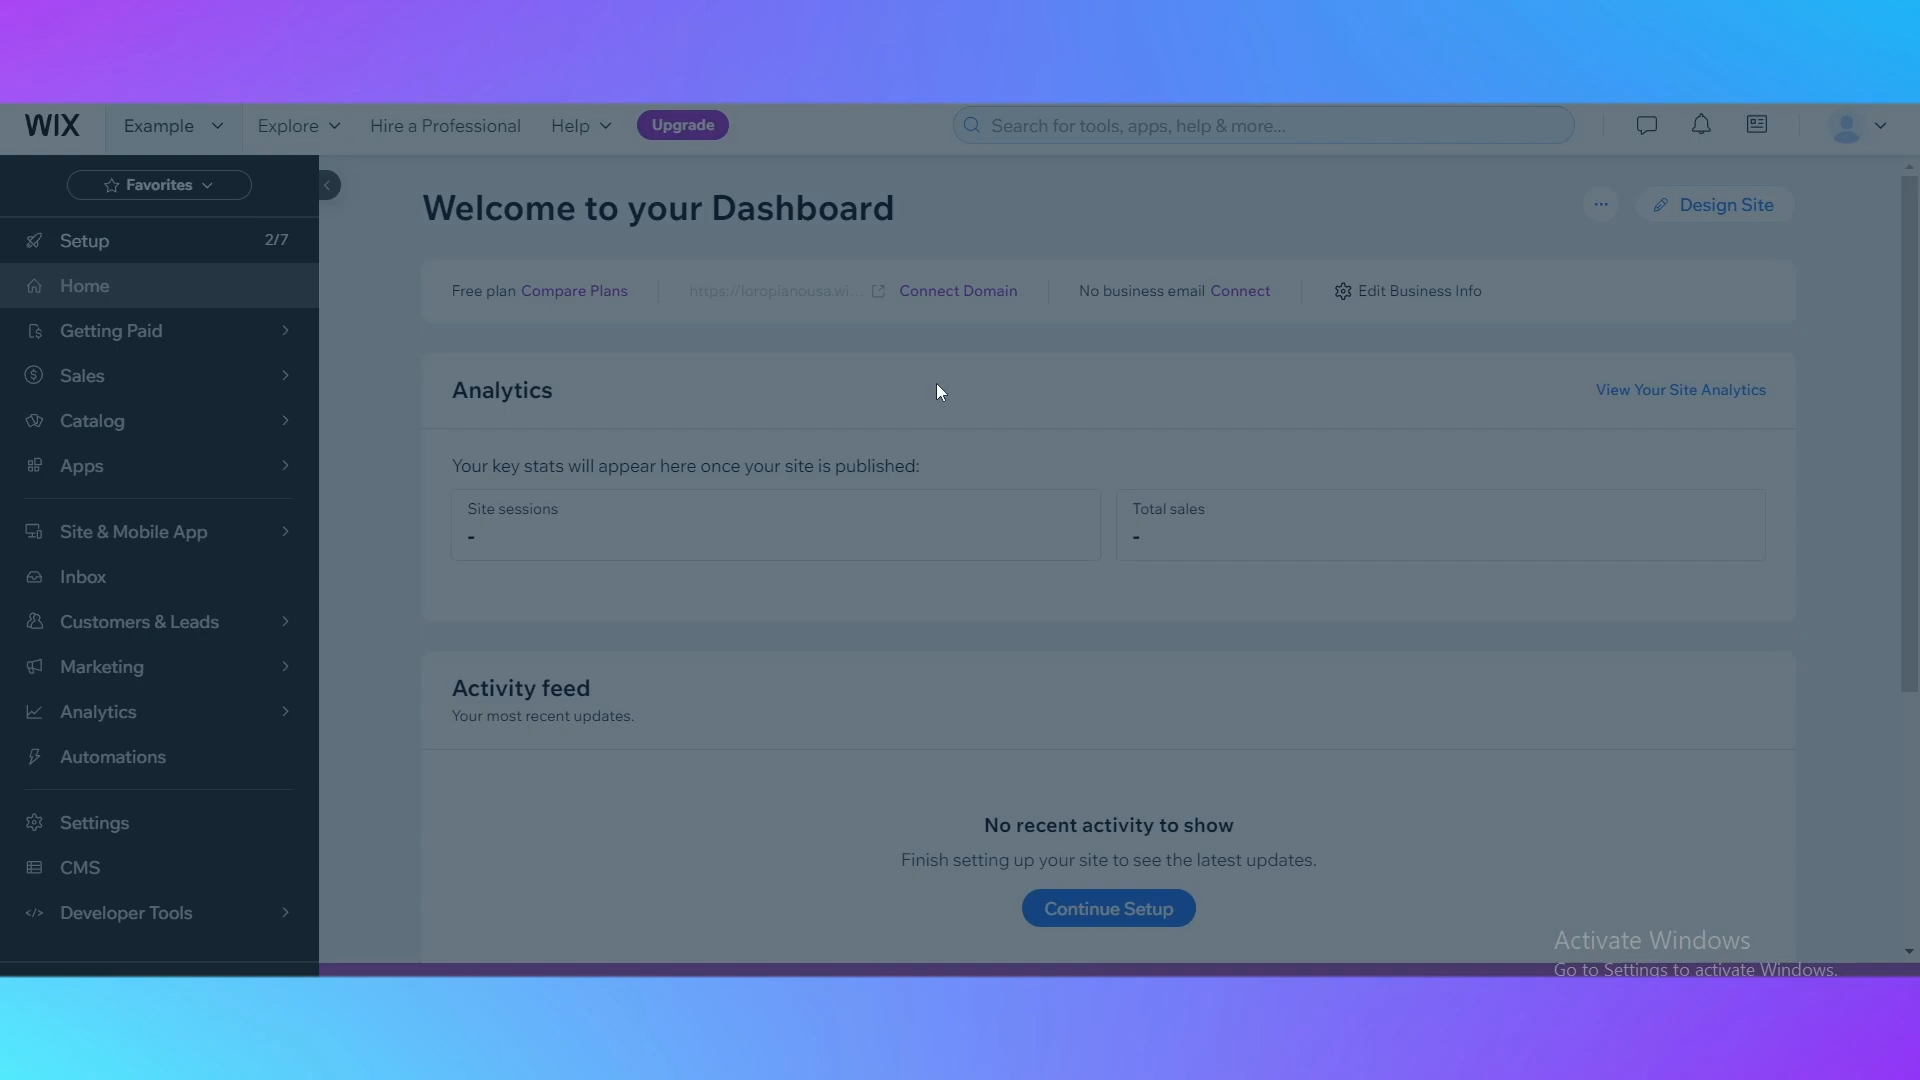 WIX Example Explore Hire a Professional Help Upgrade Search for tools, apps, help & more...
Favorites
Setup 2/7
Home
Getting Paid
Sales
Catalog
Apps
Site & Mobile App
Inbox
Customers & Leads
Marketing
Analytics
Automations
Settings
CMS
Developer Tools
Welcome to your Dashboard
Design Site
Free plan Compare Plans https://loropianousa.wi... Connect Domain No business email Connect Edit Business Info
Analytics View Your Site Analytics
Your key stats will appear here once your site is published:
Site sessions
-
Total sales
-
Activity feed
Your most recent updates.
No recent activity to show
Finish setting up your site to see the latest updates.
Continue Setup
Activate Windows
Go to Settings to activate Windows.